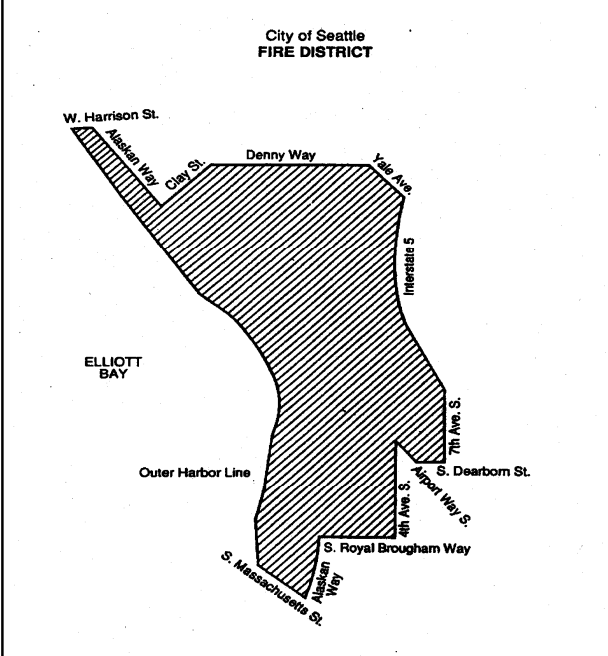 City of Seattle
FIRE DISTRICT
W. Harrison St.
Alaskan Way
Clay St.
Denny Way
Yale Ave.
Interstate 5
ELLIOTT
BAY
7th Ave. S.
Outer Harbor Line
S. Dearborn St.
Airport Way S.
4th Ave. S.
S. Royal Brougham Way
S. Massachusetts St.
Alaskan
Way